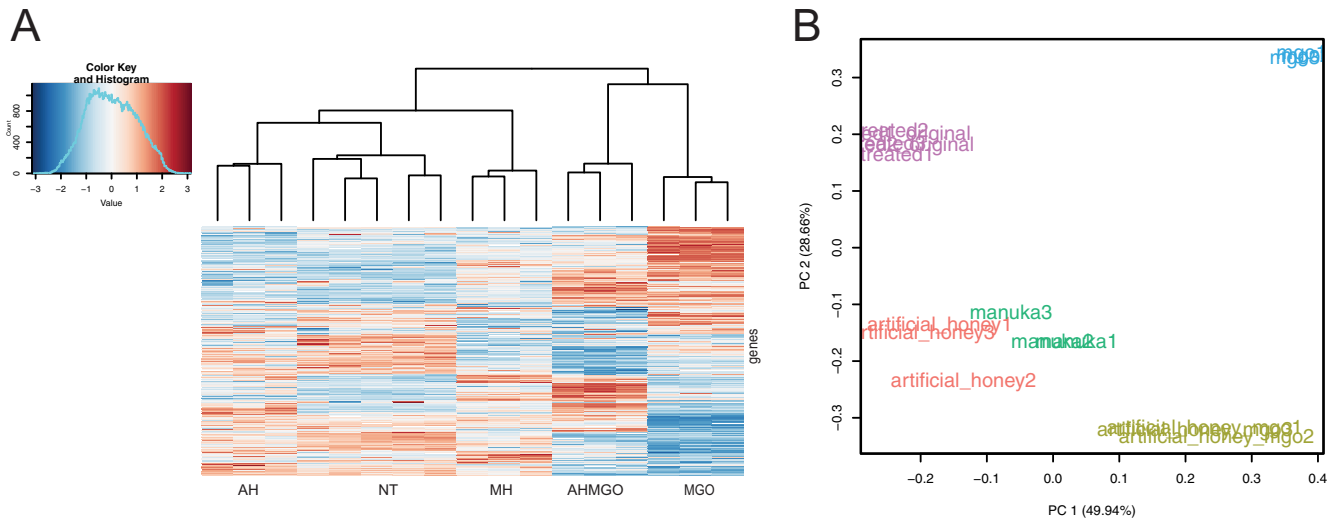 A
Color Key
and Histogram
Count
0
400
800
−3
−2
−1
0
1
2
3
Value
genes
AH
NT
MH
AHMGO
MGO
B
PC 2 (28.66%)
0.3
0.2
0.1
0.0
−0.1
−0.2
−0.3
−0.2
−0.1
0.0
0.1
0.2
0.3
0.4
PC 1 (49.94%)
treated1
manuka3
artificial_honey1
artificial_honey3
manuka2
manuka1
artificial_honey2
artificial_honey_mgo1
artificial_honey_mgo2